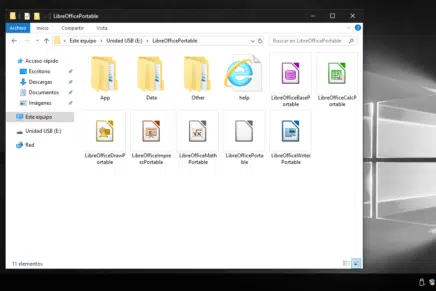 LibreOfficePortable
Archivo Inicio Compartir Vista
Este equipo > Unidad USB (E:) > LibreOfficePortable
Buscar en LibreOfficePortable
Acceso rápido
Escritorio
Descargas
Documentos
Imágenes
Este equipo
Unidad USB (E:)
Red
App Data Other help LibreOfficeBasePortable LibreOfficeCalcPortable
LibreOfficeDrawPortable LibreOfficeImpressPortable LibreOfficeMathPortable LibreOfficePortable LibreOfficeWriterPortable
11 elementos